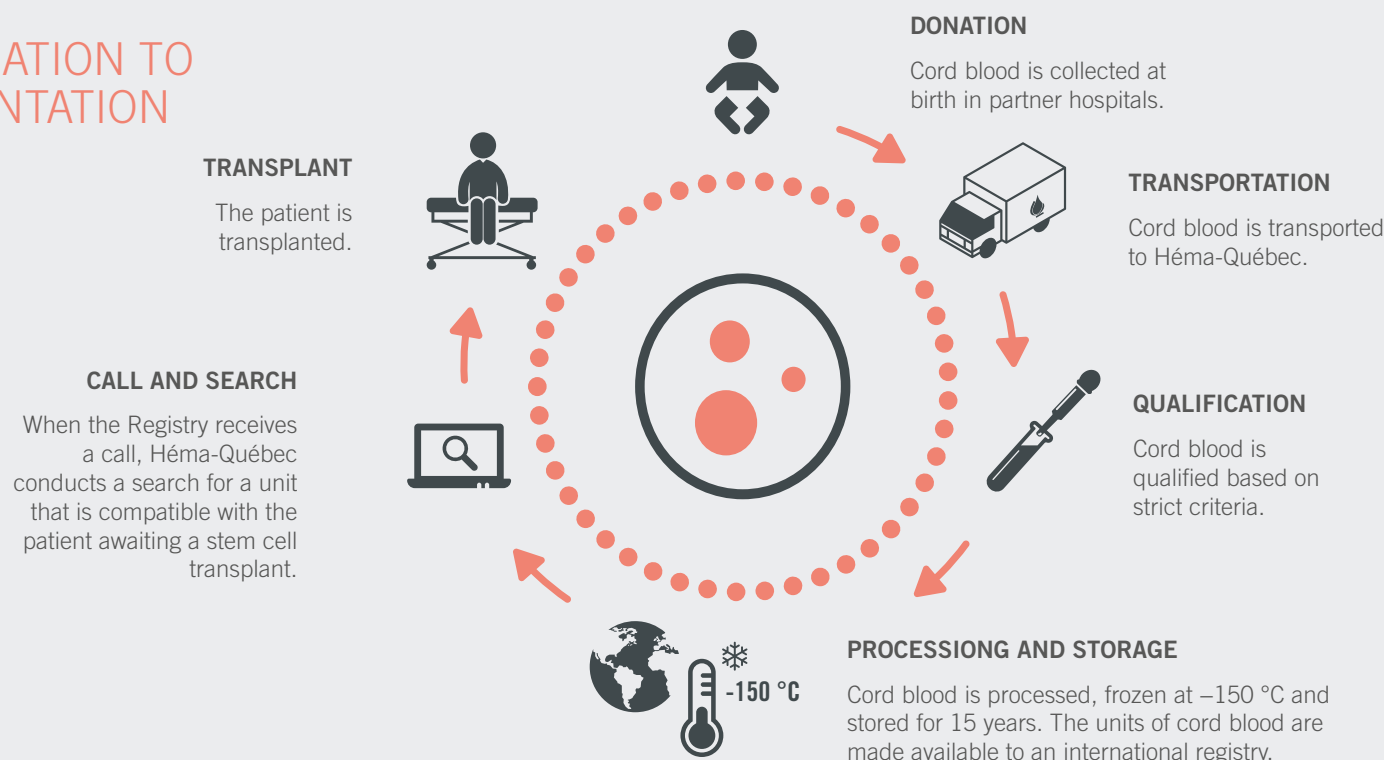 ATION TO
NTATION
DONATION
Cord blood is collected at
birth in partner hospitals.
TRANSPORTATION
Cord blood is transported
to Héma-Québec.
QUALIFICATION
Cord blood is
qualified based on
strict criteria.
PROCESSIONG AND STORAGE
Cord blood is processed, frozen at –150 °C and
stored for 15 years. The units of cord blood are
made available to an international registry.
-150 °C
CALL AND SEARCH
When the Registry receives
a call, Héma-Québec
conducts a search for a unit
that is compatible with the
patient awaiting a stem cell
transplant.
TRANSPLANT
The patient is
transplanted.